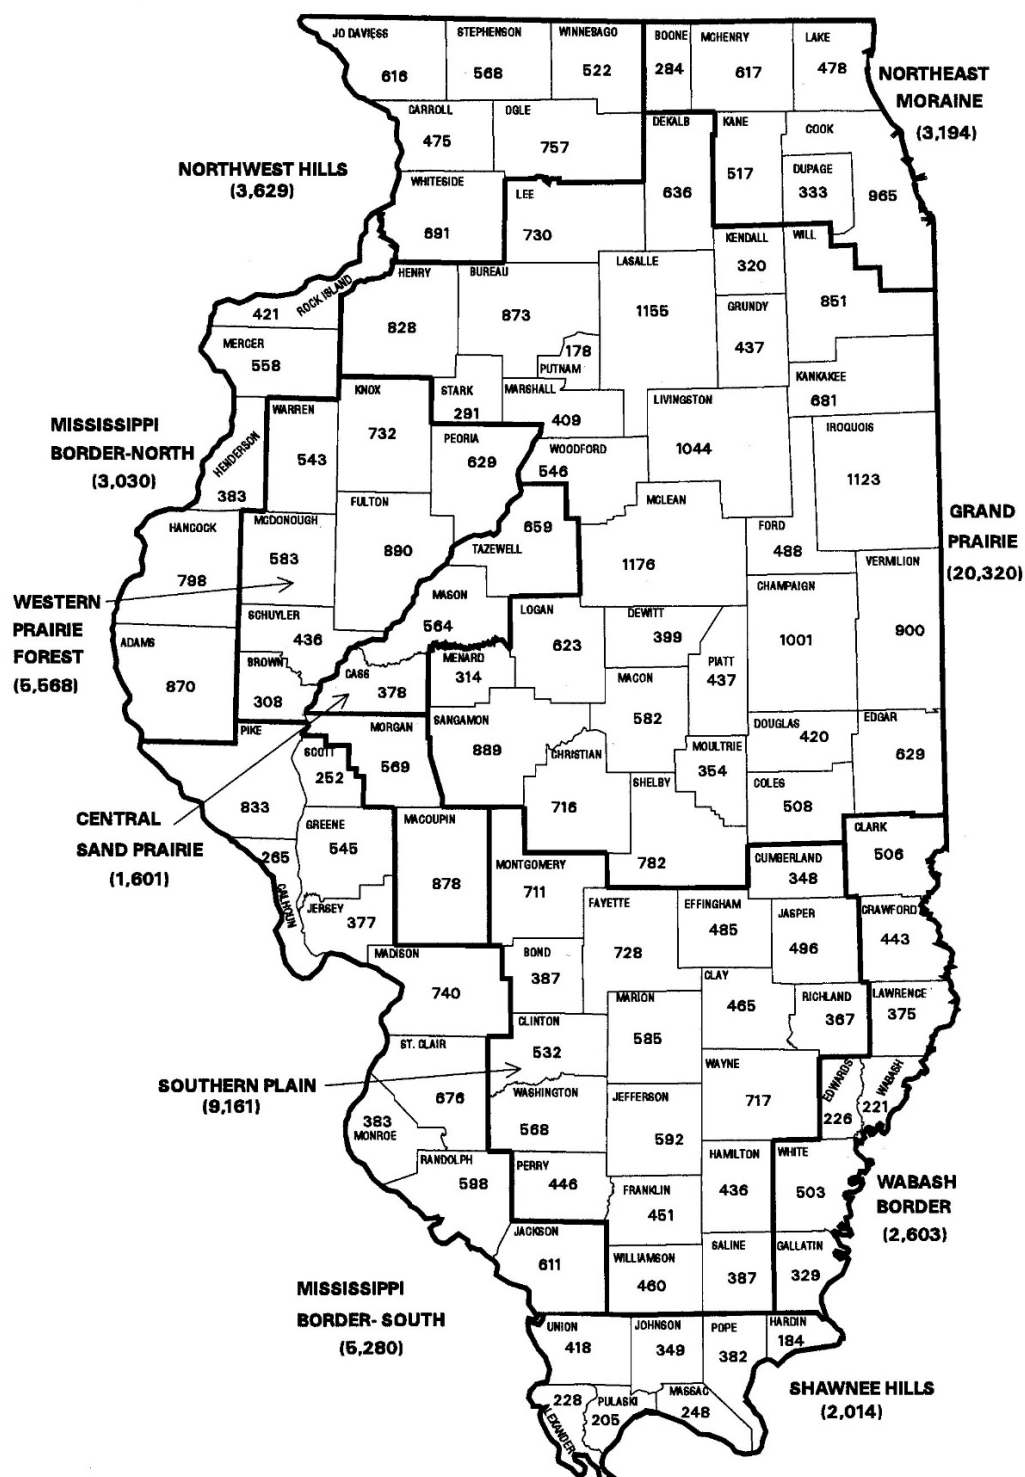 JO DAVIESS
STEPHENSON
WINNEBAGO
BOONE
MCHENRY
LAKE
616
568
522
284
617
478
NORTHEAST
MORAINE
(3,194)
CARROLL
OGLE
DEKALB
KANE
COOK
475
757
517
DUPAGE
333
965
NORTHWEST HILLS
(3,629)
WHITESIDE
LEE
636
691
730
KENDALL
WILL
320
HENRY
BUREAU
LASALLE
ROCK ISLAND
421
828
873
1155
GRUNDY
851
MERCER
558
178
PUTNAM
437
KANKAKEE
681
KNOX
STARK
291
MARSHALL
409
LIVINGSTON
IROQUOIS
MISSISSIPPI
BORDER-NORTH
(3,030)
WARREN
732
PEORIA
629
WOODFORD
546
1044
HENDERSON
383
543
1123
HANCOCK
MCDONOUGH
FULTON
MCLEAN
FORD
488
GRAND
PRAIRIE
(20,320)
798
583
890
659
TAZEWELL
1176
VERMILION
WESTERN
PRAIRIE
FOREST
(5,568)
CHAMPAIGN
ADAMS
SCHUYLER
436
MASON
564
LOGAN
DEWITT
399
1001
900
870
BROWN
308
CASS
378
MENARD
314
623
PIATT
437
MACON
582
PIKE
MORGAN
SANGAMON
889
CHRISTIAN
DOUGLAS
420
EDGAR
SCOTT
252
569
MOULTRIE
354
629
833
716
SHELBY
COLES
508
CENTRAL
SAND PRAIRIE
(1,601)
GREENE
545
MACOUPIN
CLARK
506
265
CALHOUN
878
MONTGOMERY
711
782
CUMBERLAND
348
JERSEY
377
FAYETTE
EFFINGHAM
485
JASPER
496
CRAWFORD
443
MADISON
740
BOND
387
728
CLAY
465
RICHLAND
367
LAWRENCE
375
CLINTON
532
MARION
585
ST. CLAIR
676
SOUTHERN PLAIN
(9,161)
WASHINGTON
568
JEFFERSON
592
WAYNE
717
EDWARDS
226
WABASH
221
383
MONROE
RANDOLPH
598
PERRY
446
FRANKLIN
451
HAMILTON
436
WHITE
503
WABASH
BORDER
(2,603)
JACKSON
611
WILLIAMSON
460
SALINE
387
GALLATIN
329
MISSISSIPPI
BORDER- SOUTH
(5,280)
UNION
418
JOHNSON
349
POPE
382
HARDIN
184
SHAWNEE HILLS
(2,014)
228
ALEXANDER
PULASKI
205
MASSAC
248